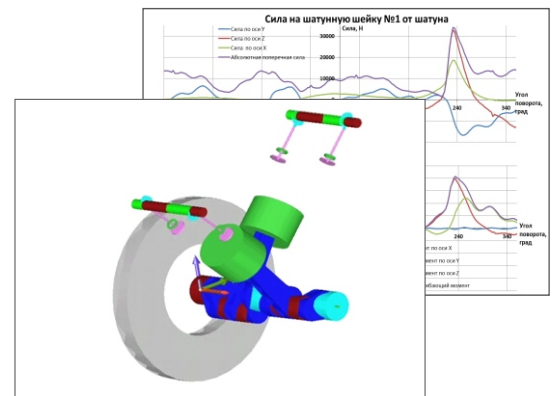 Сила на шатунную шейку №1 от шатуна
Сила по оси Y
Сила, Н
Сила по оси Z
Сила по оси X
Абсолютная поперечная сила
30000
20000
10000
240
340
Угол
поворота,
град
240
340
Угол
поворота,
град
нт по оси X
мент по оси Y
мент по оси Z
ибающий момент